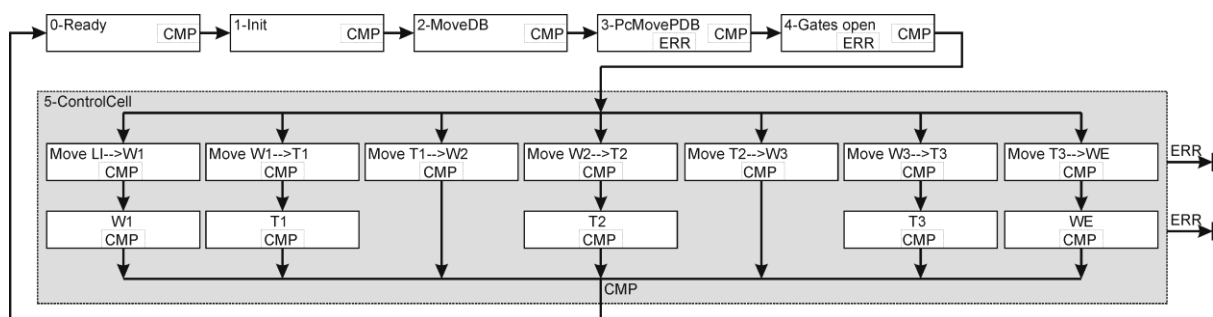 0-Ready
CMP
1-Init
CMP
2-MoveDB
CMP
3-PcMovePDB
CMP
ERR
4-Gates open
CMP
ERR
5-ControlCell
Move LI-->W1
CMP
Move W1-->T1
CMP
Move T1-->W2
CMP
Move W2-->T2
CMP
Move T2-->W3
CMP
Move W3-->T3
CMP
Move T3-->WE
CMP
ERR
W1
CMP
T1
CMP
T2
CMP
T3
CMP
WE
CMP
ERR
CMP